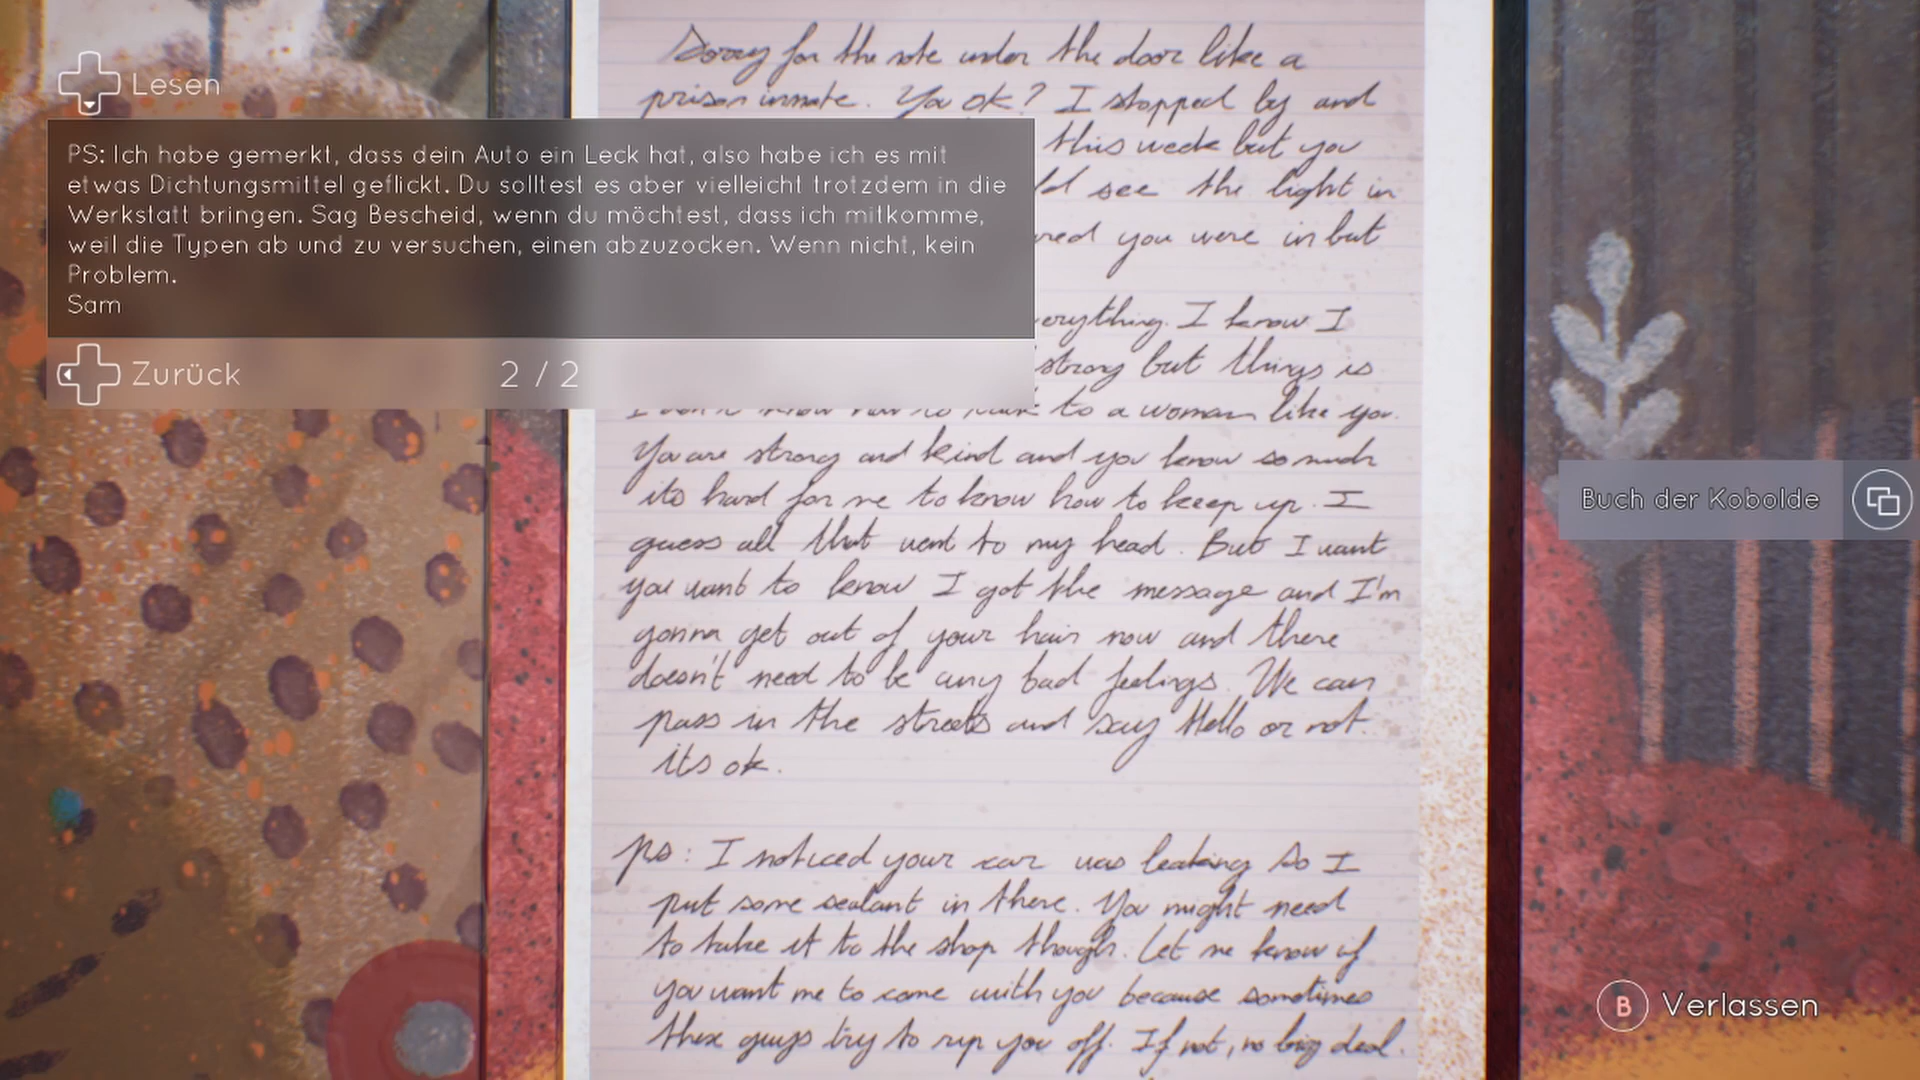 Lesen
PS: Ich habe gemerkt, dass dein Auto ein Leck hat, also habe ich es mit
etwas Dichtungsmittel geflickt. Du solltest es aber vielleicht trotzdem in die
Werkstatt bringen. Sag Bescheid, wenn du möchtest, dass ich mitkomme,
weil die Typen ab und zu versuchen, einen abzuzocken. Wenn nicht, kein
Problem.
Sam
Zurück
2 / 2
Sorry for the note under the door like a
prison inmate. You ok? I stopped by and
this week but you
see the light in
you were in but
everything. I know I
strong but things is
to a woman like you.
You are strong and kind and you know so much
its hard for me to know how to keep up. I
guess all that went to my head. But I want
you want to know I got the message and I'm
gonna get out of your hair now and there
doesn't need to be any bad feelings. We can
pass in the streets and say Hello or not.
its ok.
ps: I noticed your car was leaking so I
put some sealant in there. You might need
to take it to the shop though. Let me know if
you want me to come with you because sometimes
these guys try to rip you off. If not, no big deal.
Buch der Kobolde
B Verlassen